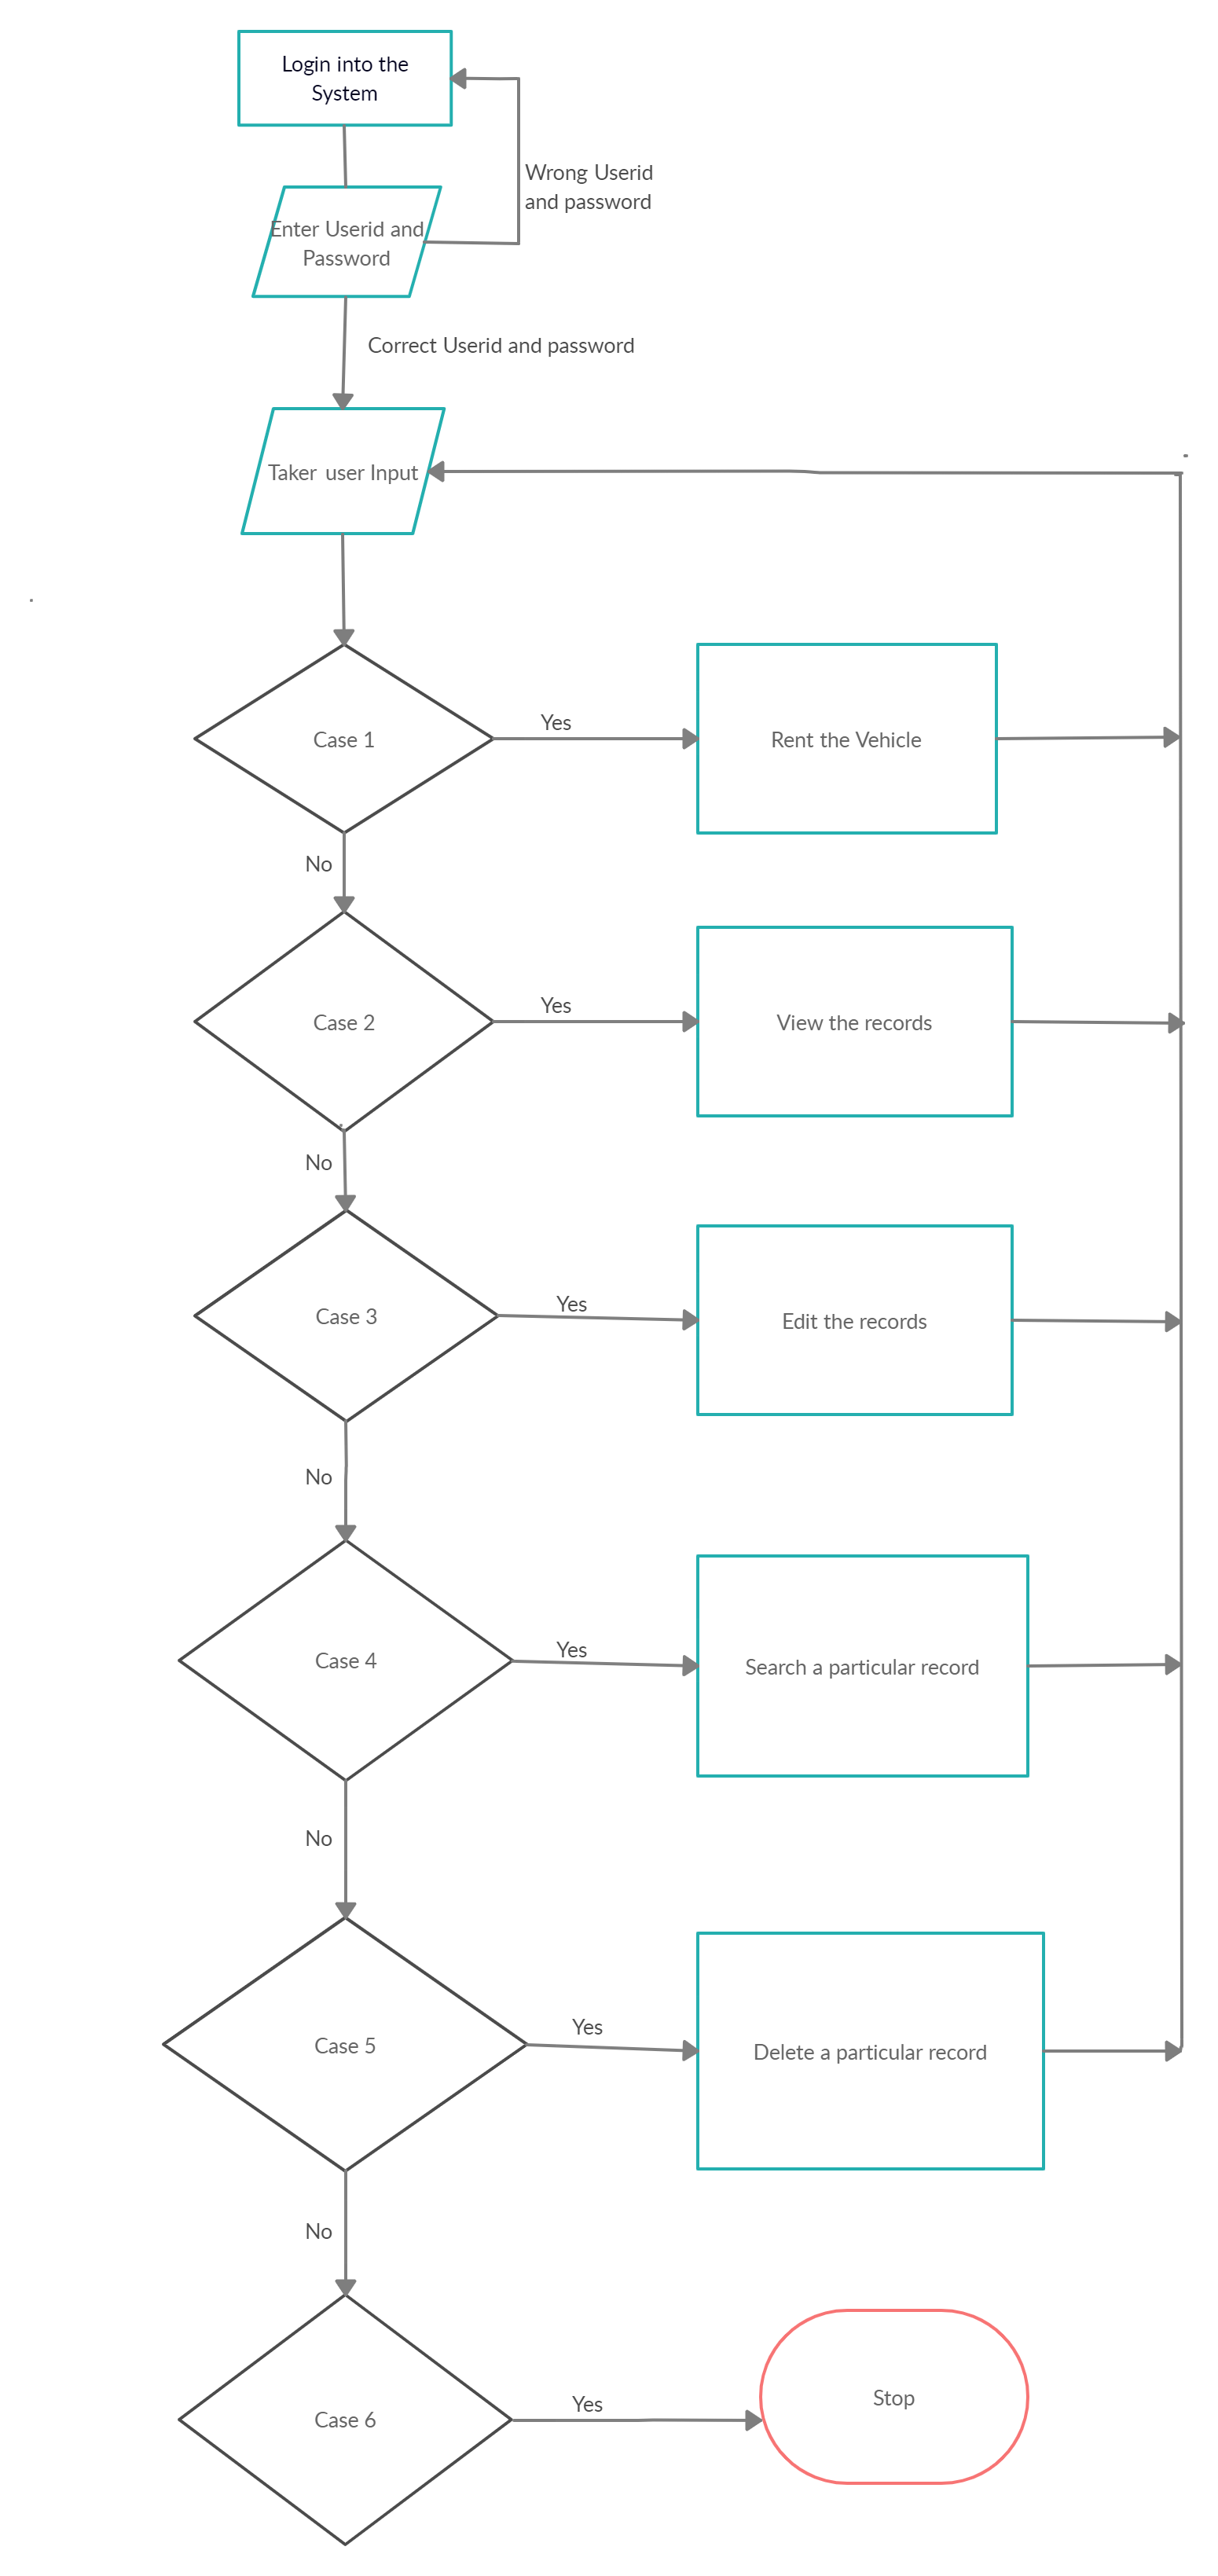 Login into the
System
Wrong Userid
and password
Enter Userid and
Password
Correct Userid and password
Taker user Input
Case 1
Yes
Rent the Vehicle
No
Case 2
Yes
View the records
No
Case 3
Yes
Edit the records
No
Case 4
Yes
Search a particular record
No
Case 5
Yes
Delete a particular record
No
Case 6
Yes
Stop